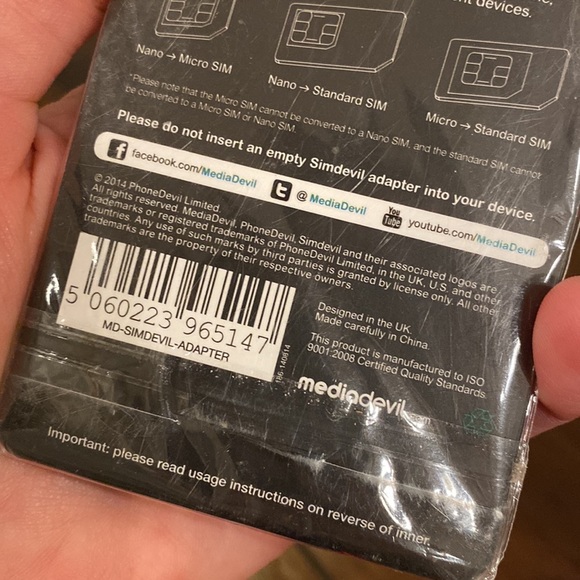 nt devices.
Nano → Micro SIM
Nano → Standard SIM
Micro → Standard SIM
*Please note that the Micro SIM cannot be converted to a Nano SIM, and the standard SIM cannot
be converted to a Micro SIM or Nano SIM.
Please do not insert an empty Simdevil adapter into your device.
facebook.com/MediaDevil
@MediaDevil
You Tube
youtube.com/MediaDevil
© 2014 PhoneDevil Limited.
All rights reserved. MediaDevil, PhoneDevil, Simdevil and their associated logos are
trademarks or registered trademarks of PhoneDevil Limited, in the UK, U.S. and other
countries. Any use of such marks by third parties is granted by license only. All other
trademarks are the property of their respective owners.
5 060223 965147
MD-SIMDEVIL-ADAPTER
Designed in the UK.
Made carefully in China.
This product is manufactured to ISO
9001:2008 Certified Quality Standards.
mediadevil.com
Important: please read usage instructions on reverse of inner.